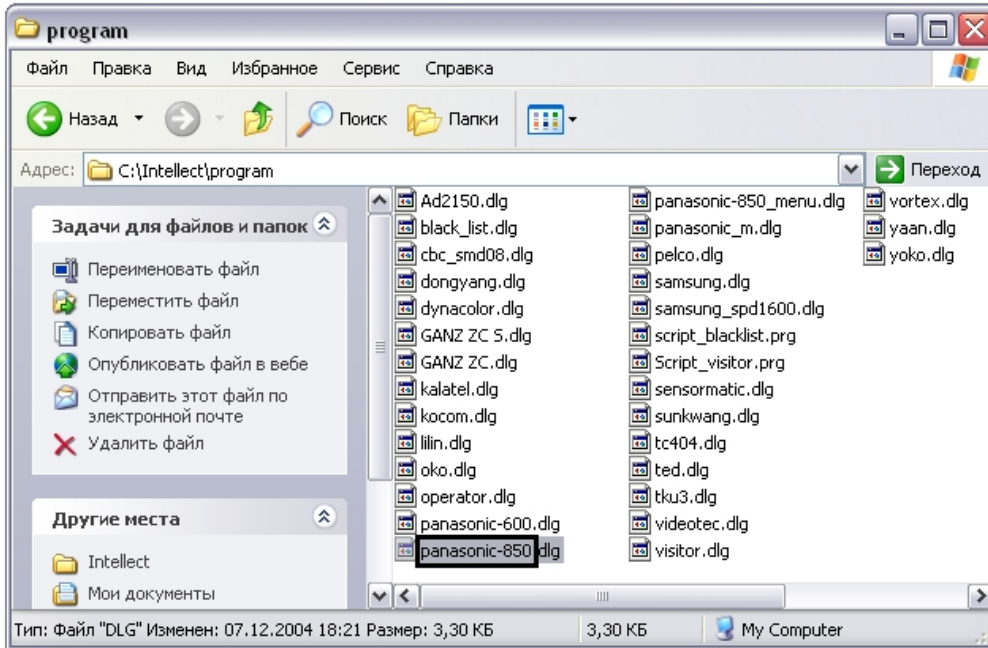 program
Файл Правка Вид Избранное Сервис Справка
Назад Поиск Папки
Адрес: C:\Intellect\program Переход
Задачи для файлов и папок
Переименовать файл
Переместить файл
Копировать файл
Опубликовать файл в вебе
Отправить этот файл по
электронной почте
Удалить файл
Другие места
Intellect
Мои документы
Ad2150.dlg
black_list.dlg
cbc_smd08.dlg
dongyang.dlg
dynacolor.dlg
GANZ ZC S.dlg
GANZ ZC.dlg
kalatel.dlg
kocom.dlg
lilin.dlg
oko.dlg
operator.dlg
panasonic-600.dlg
panasonic-850.dlg
panasonic-850_menu.dlg
panasonic_m.dlg
pelco.dlg
samsung.dlg
samsung_spd1600.dlg
script_blacklist.prg
Script_visitor.prg
sensormatic.dlg
sunkwang.dlg
tc404.dlg
ted.dlg
tku3.dlg
videotec.dlg
visitor.dlg
vortex.dlg
yaan.dlg
yoko.dlg
Тип: Файл "DLG" Изменен: 07.12.2004 18:21 Размер: 3,30 КБ 3,30 КБ My Computer